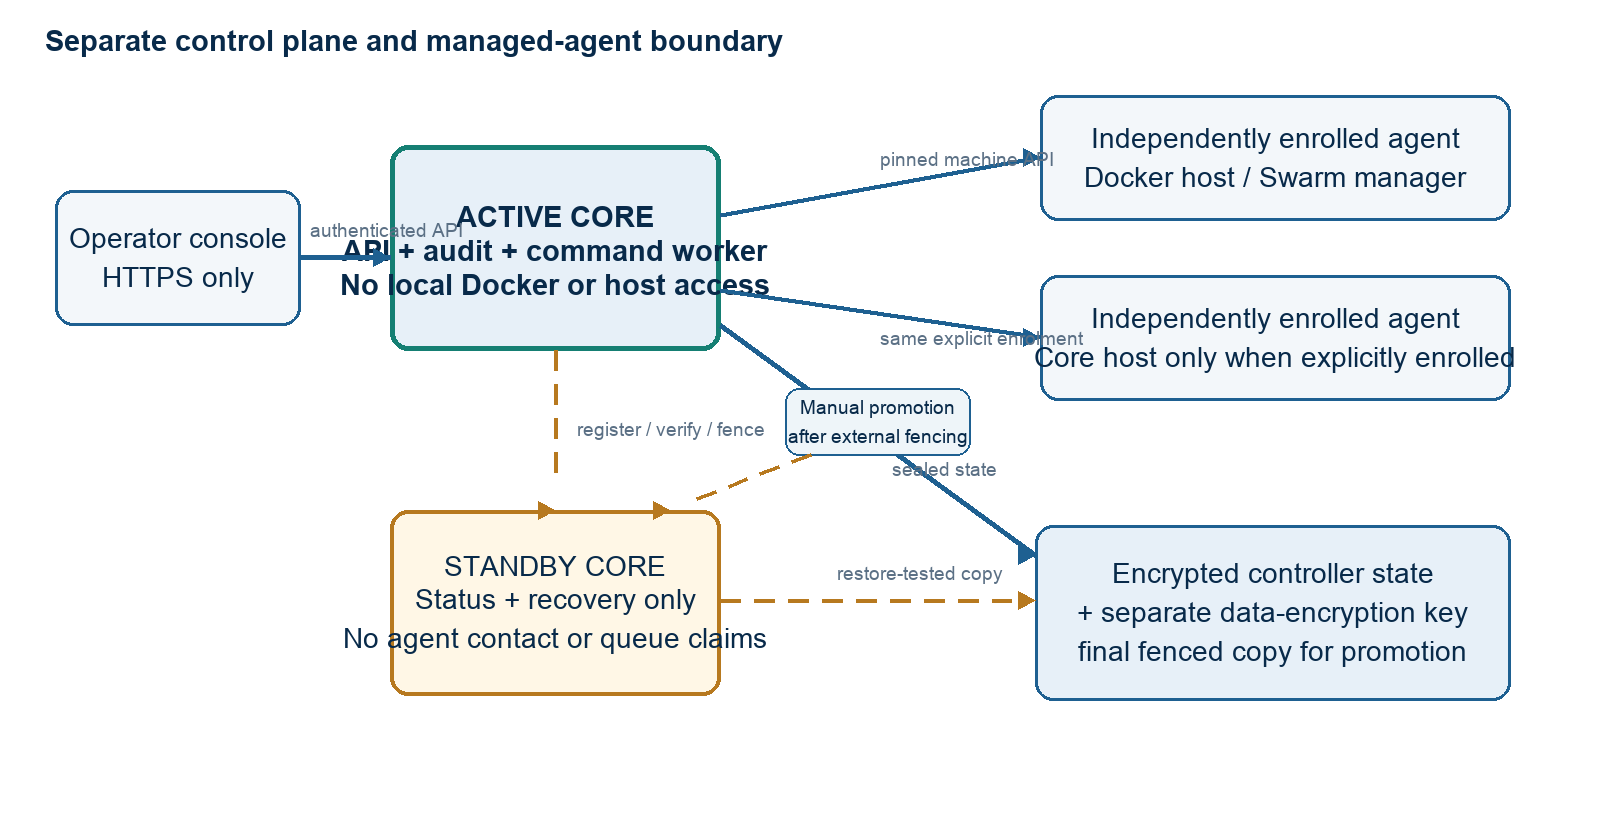 Separate control plane and managed-agent boundary
Operator console
HTTPS only
authenticated API
ACTIVE CORE
API + audit + command worker
No local Docker or host access
pinned machine API
Independently enrolled agent
Docker host / Swarm manager
same explicit enrolment
Independently enrolled agent
Core host only when explicitly enrolled
register / verify / fence
Manual promotion
after external fencing
sealed state
STANDBY CORE
Status + recovery only
No agent contact or queue claims
restore-tested copy
Encrypted controller state
+ separate data-encryption key
final fenced copy for promotion